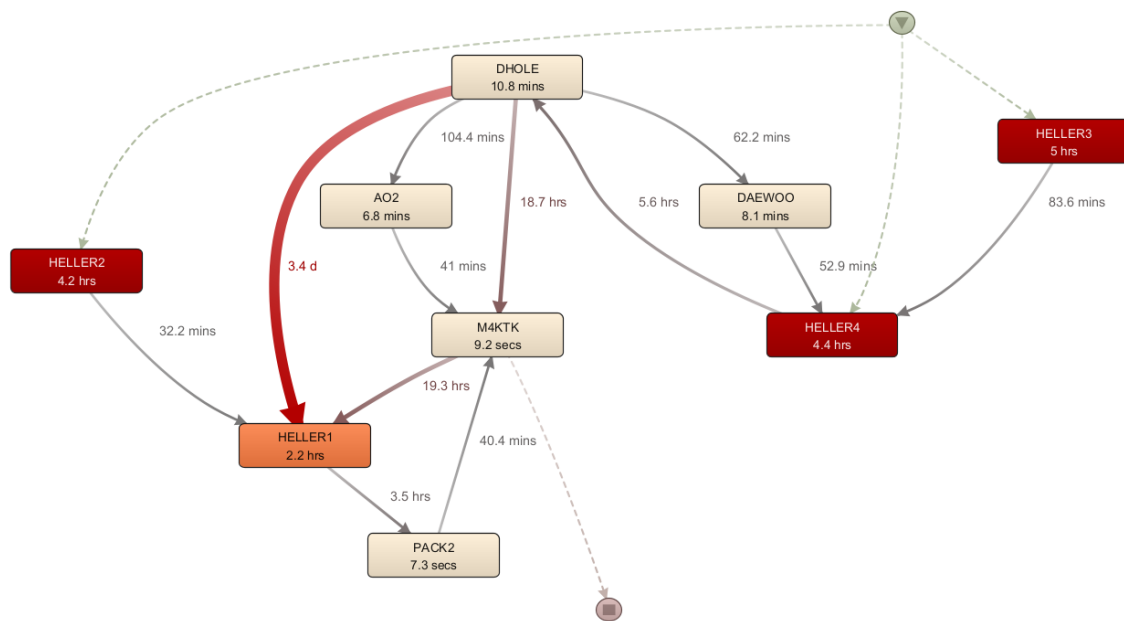 DHOLE
10.8 mins
HELLER3
5 hrs
104.4 mins
62.2 mins
AO2
6.8 mins
18.7 hrs
5.6 hrs
DAEWOO
8.1 mins
83.6 mins
HELLER2
4.2 hrs
3.4 d
41 mins
52.9 mins
32.2 mins
M4KTK
9.2 secs
HELLER4
4.4 hrs
19.3 hrs
HELLER1
2.2 hrs
40.4 mins
3.5 hrs
PACK2
7.3 secs